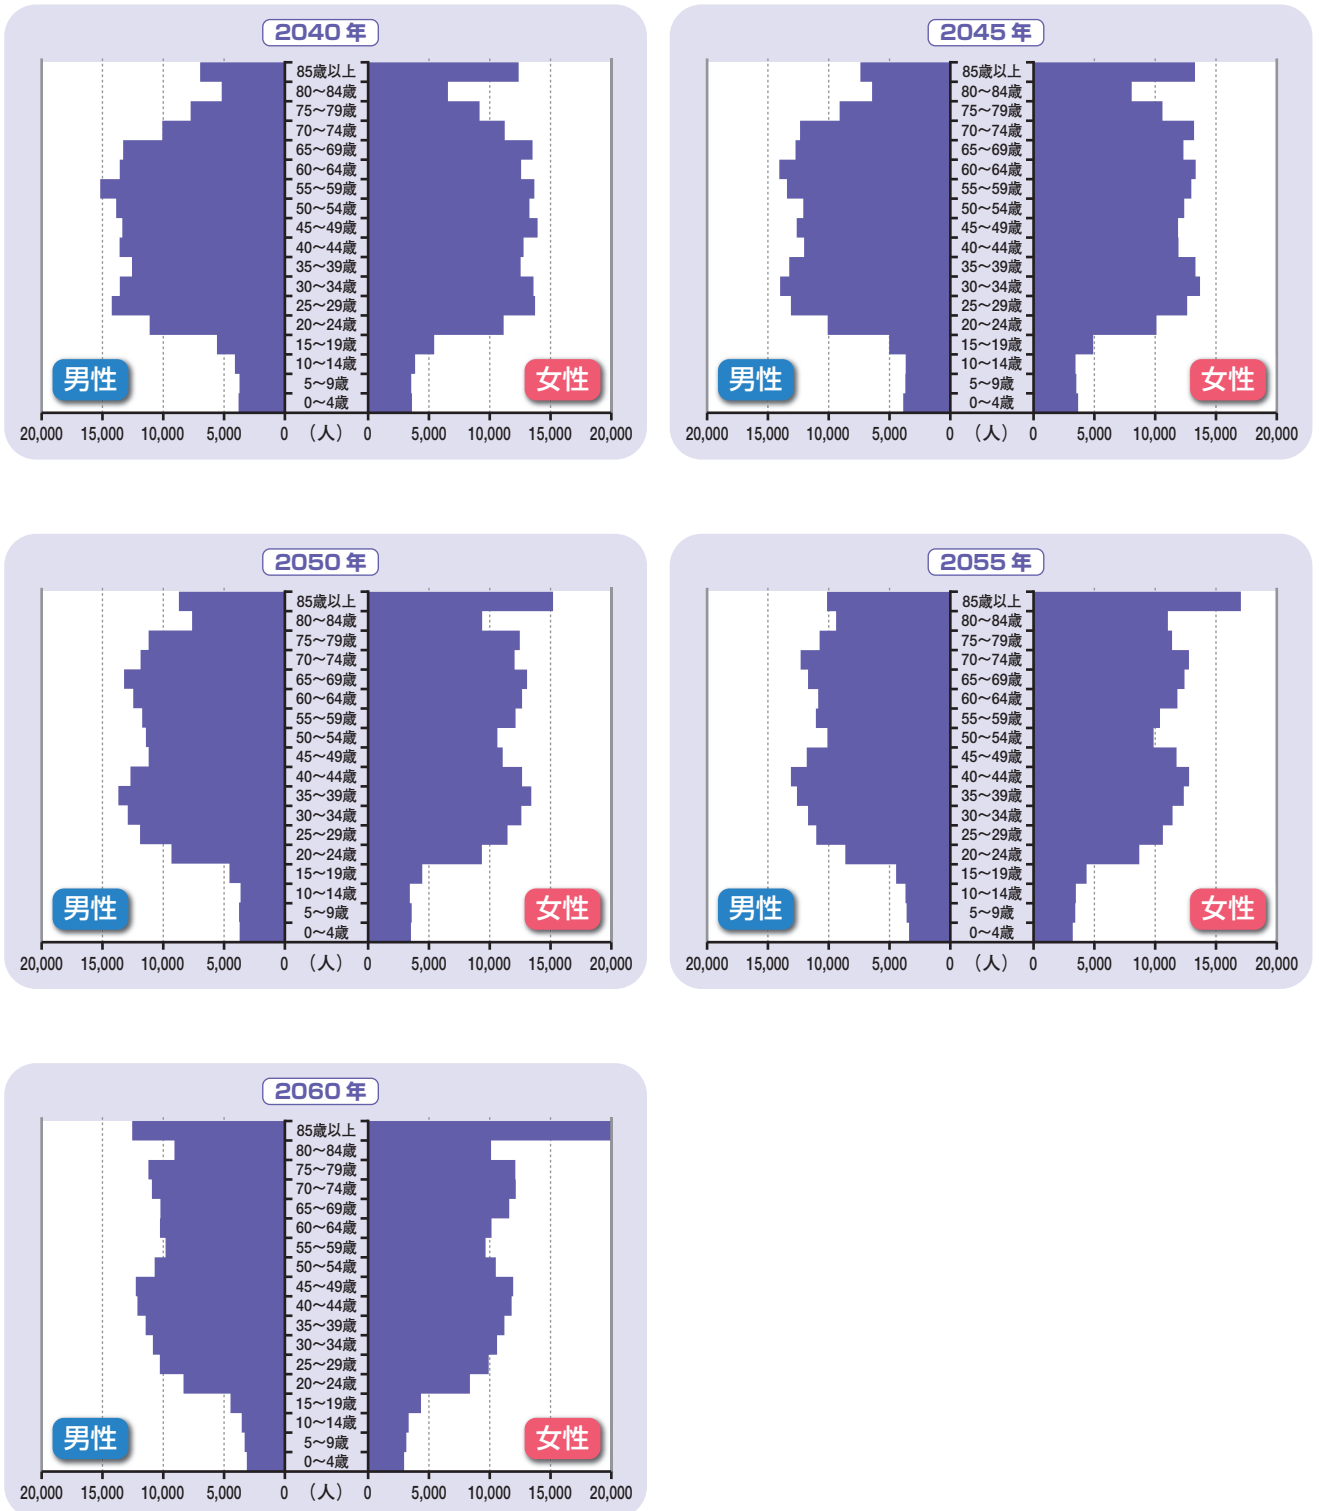 2040年
85歳以上
80〜84歳
75〜79歳
70〜74歳
65〜69歳
60〜64歳
55〜59歳
50〜54歳
45〜49歳
40〜44歳
35〜39歳
30〜34歳
25〜29歳
20〜24歳
15〜19歳
10〜14歳
5〜9歳
0〜4歳
男性 女性
20,000 15,000 10,000 5,000 0 （人） 0 5,000 10,000 15,000 20,000
2045年
85歳以上
80〜84歳
75〜79歳
70〜74歳
65〜69歳
60〜64歳
55〜59歳
50〜54歳
45〜49歳
40〜44歳
35〜39歳
30〜34歳
25〜29歳
20〜24歳
15〜19歳
10〜14歳
5〜9歳
0〜4歳
男性 女性
20,000 15,000 10,000 5,000 0 （人） 0 5,000 10,000 15,000 20,000
2050年
85歳以上
80〜84歳
75〜79歳
70〜74歳
65〜69歳
60〜64歳
55〜59歳
50〜54歳
45〜49歳
40〜44歳
35〜39歳
30〜34歳
25〜29歳
20〜24歳
15〜19歳
10〜14歳
5〜9歳
0〜4歳
男性 女性
20,000 15,000 10,000 5,000 0 （人） 0 5,000 10,000 15,000 20,000
2055年
85歳以上
80〜84歳
75〜79歳
70〜74歳
65〜69歳
60〜64歳
55〜59歳
50〜54歳
45〜49歳
40〜44歳
35〜39歳
30〜34歳
25〜29歳
20〜24歳
15〜19歳
10〜14歳
5〜9歳
0〜4歳
男性 女性
20,000 15,000 10,000 5,000 0 （人） 0 5,000 10,000 15,000 20,000
2060年
85歳以上
80〜84歳
75〜79歳
70〜74歳
65〜69歳
60〜64歳
55〜59歳
50〜54歳
45〜49歳
40〜44歳
35〜39歳
30〜34歳
25〜29歳
20〜24歳
15〜19歳
10〜14歳
5〜9歳
0〜4歳
男性 女性
20,000 15,000 10,000 5,000 0 （人） 0 5,000 10,000 15,000 20,000